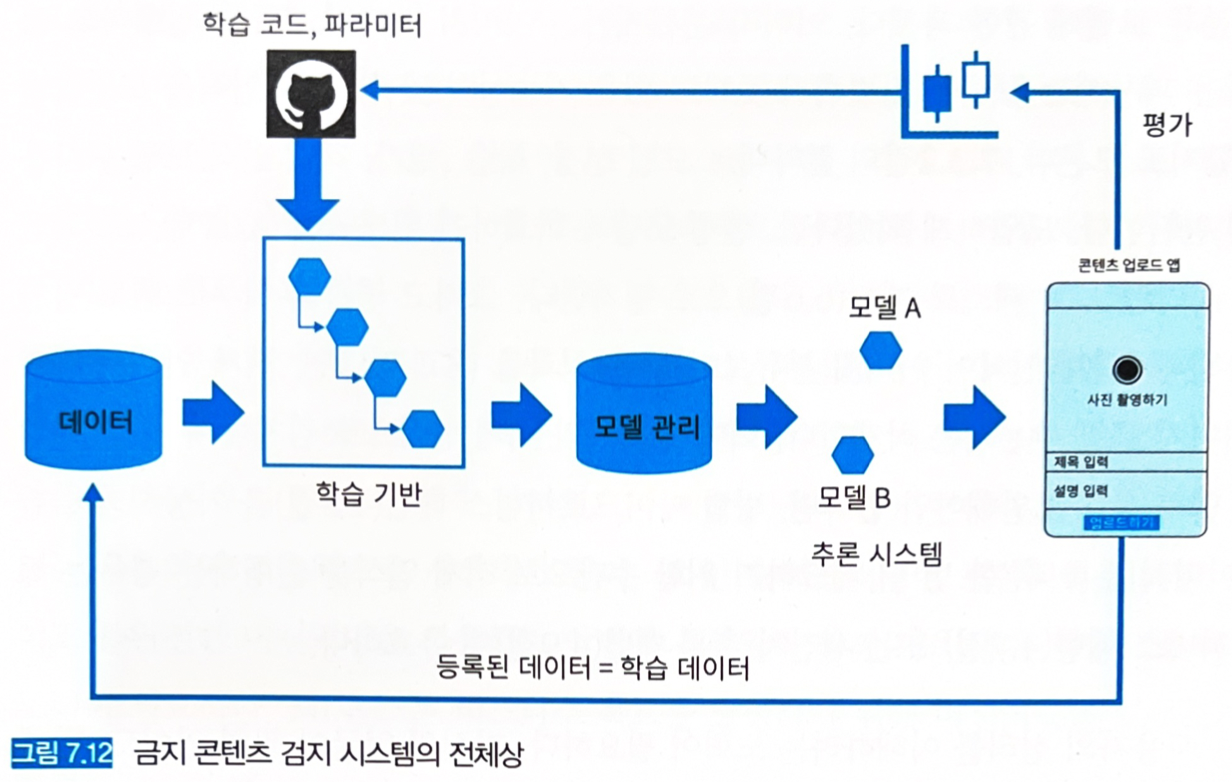 학습 코드, 파라미터
평가
콘텐츠 업로드 앱
모델 A
사진 촬영하기
데이터
모델 관리
제목 입력
학습 기반
모델 B
설명 입력
업로드하기
추론 시스템
등록된 데이터 = 학습 데이터
그림 7.12 금지 콘텐츠 검지 시스템의 전체상